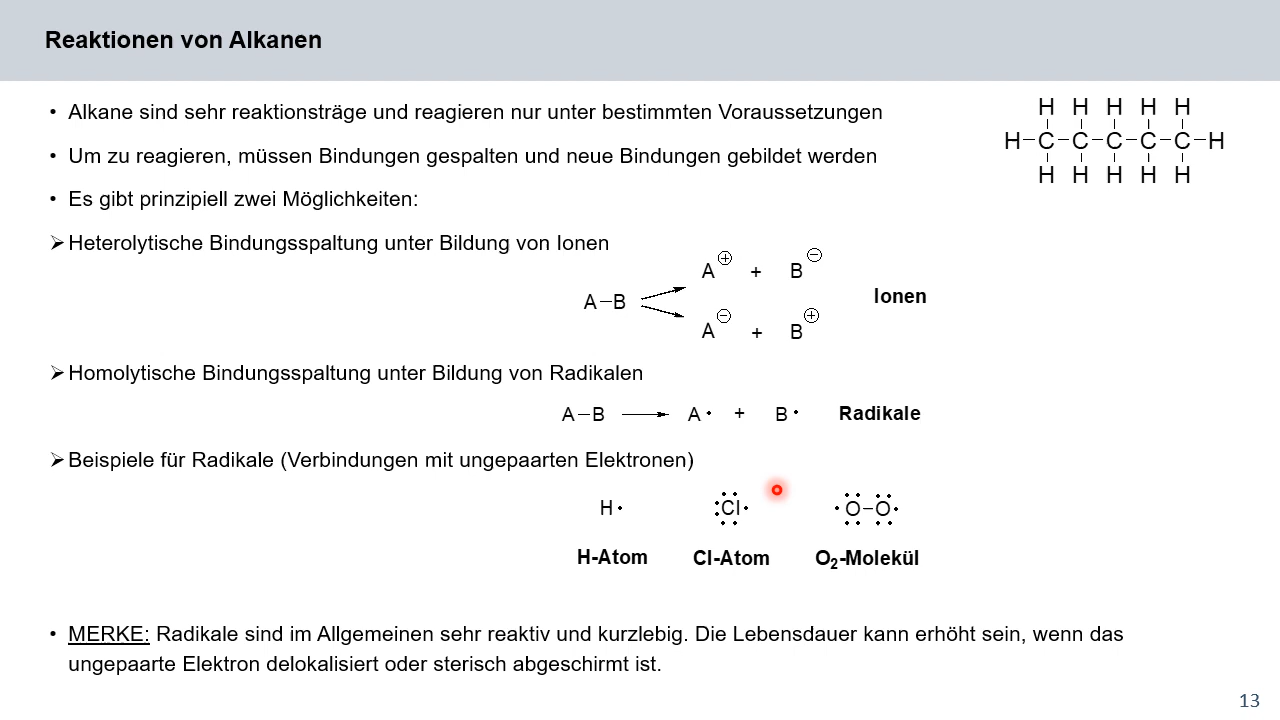 Reaktionen von Alkanen
• Alkane sind sehr reaktionsträge und reagieren nur unter bestimmten Voraussetzungen
• Um zu reagieren, müssen Bindungen gespalten und neue Bindungen gebildet werden
• Es gibt prinzipiell zwei Möglichkeiten:
H H H H H
H–C–C–C–C–C–H
H H H H H
➢ Heterolytische Bindungsspaltung unter Bildung von Ionen
A⊕ + B⊖
A–B
Ionen
A⊖ + B⊕
➢ Homolytische Bindungsspaltung unter Bildung von Radikalen
A–B → A• + B• Radikale
➢ Beispiele für Radikale (Verbindungen mit ungepaarten Elektronen)
H• :Cl• •O–O•
H-Atom Cl-Atom O₂-Molekül
• MERKE: Radikale sind im Allgemeinen sehr reaktiv und kurzlebig. Die Lebensdauer kann erhöht sein, wenn das
ungepaarte Elektron delokalisiert oder sterisch abgeschirmt ist.
13